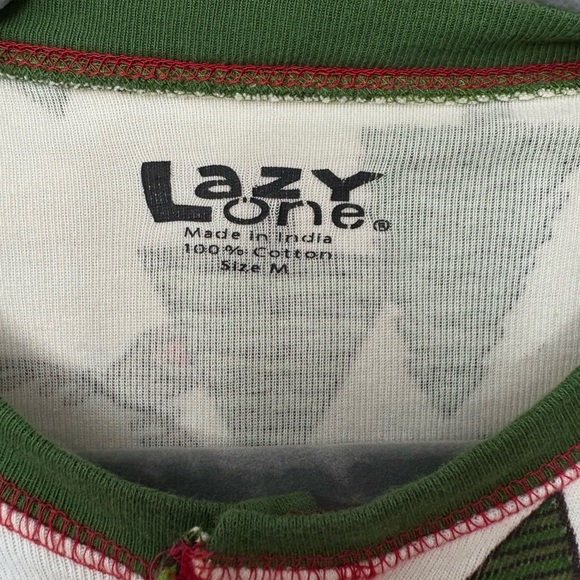 Lazy
One®
Made in India
100% Cotton
Size M